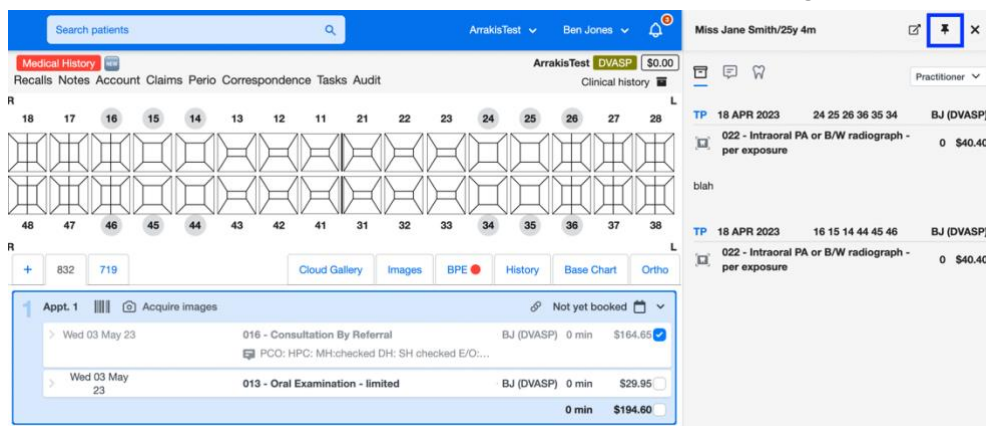 Search patients
ArrakisTest
Ben Jones
3
Medical History NEW
ArrakisTest DVASP $0.00
Recalls Notes Account Claims Perio Correspondence Tasks Audit
Clinical history
R L
18 17 16 15 14 13 12 11 21 22 23 24 25 26 27 28
48 47 46 45 44 43 42 41 31 32 33 34 35 36 37 38
R L
+ 832 719 Cloud Gallery Images BPE History Base Chart Ortho
1 Appt. 1 Acquire images Not yet booked
Wed 03 May 23 016 - Consultation By Referral BJ (DVASP) 0 min $164.65
PCO: HPC: MH:checked DH: SH checked E/O:...
Wed 03 May 23 013 - Oral Examination - limited BJ (DVASP) 0 min $29.95
0 min $194.60
Miss Jane Smith/25y 4m
Practitioner
TP 18 APR 2023 24 25 26 36 35 34 BJ (DVASP)
022 - Intraoral PA or B/W radiograph - 0 $40.40
per exposure
blah
TP 18 APR 2023 16 15 14 44 45 46 BJ (DVASP)
022 - Intraoral PA or B/W radiograph - 0 $40.40
per exposure